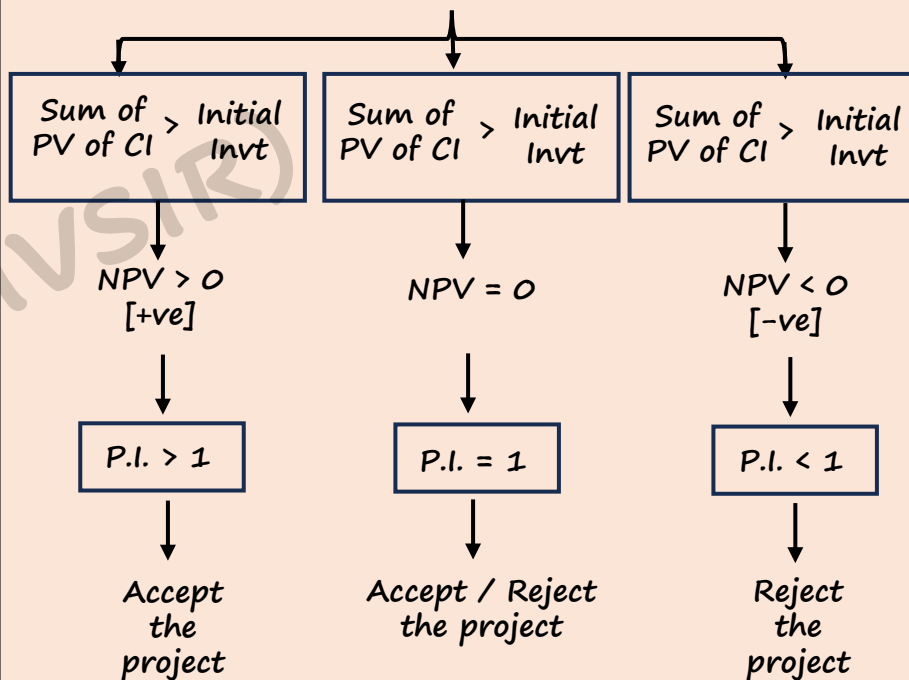 Sum of PV of CI > Initial Invt
Sum of PV of CI > Initial Invt
Sum of PV of CI > Initial Invt
NPV > 0
[+ve]
NPV = 0
NPV < 0
[-ve]
P.I. > 1
P.I. = 1
P.I. < 1
Accept
the
project
Accept / Reject
the project
Reject
the
project
VSIR)